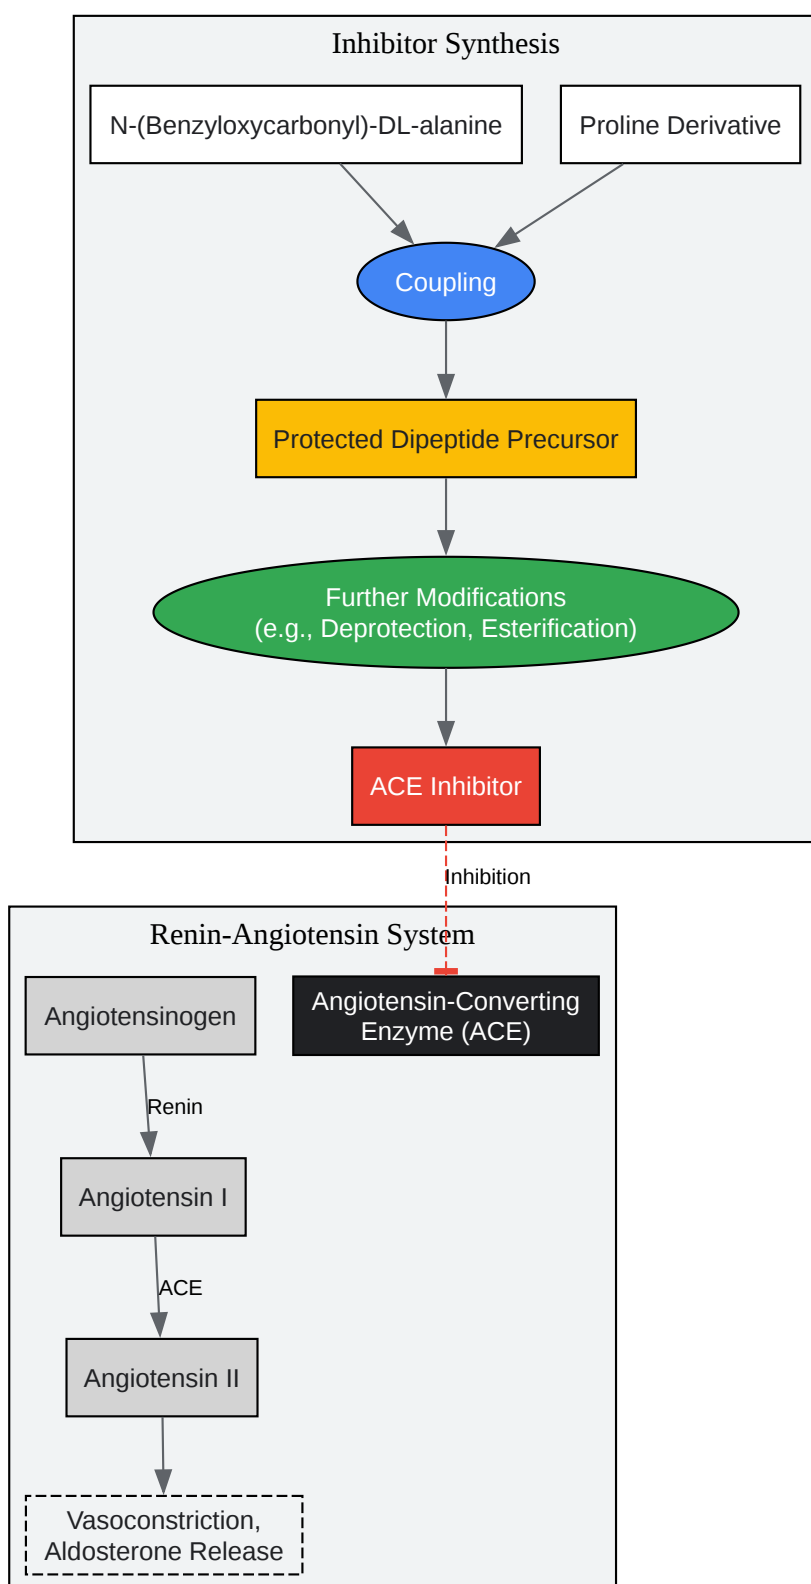 Inhibitor Synthesis
N-(Benzyloxycarbonyl)-DL-alanine
Proline Derivative
Coupling
Protected Dipeptide Precursor
Further Modifications
(e.g., Deprotection, Esterification)
ACE Inhibitor
Inhibition
Renin-Angiotensin System
Angiotensinogen
Angiotensin-Converting
Enzyme (ACE)
Renin
Angiotensin I
ACE
Angiotensin II
Vasoconstriction,
Aldosterone Release